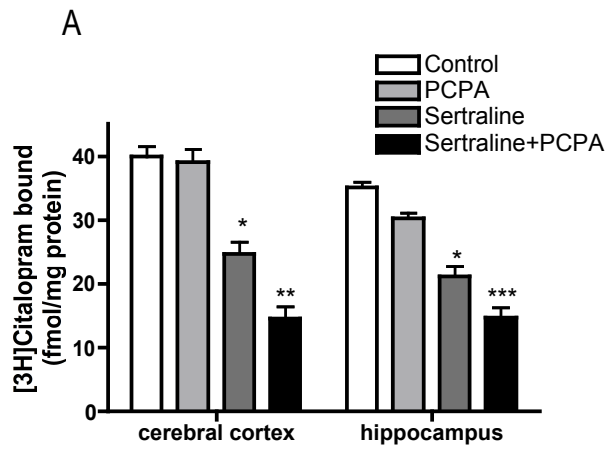 A
Control
PCPA
Sertraline
Sertraline+PCPA
[3H]Citalopram bound
(fmol/mg protein)
40
30
20
10
0
*
**
*
***
cerebral cortex
hippocampus